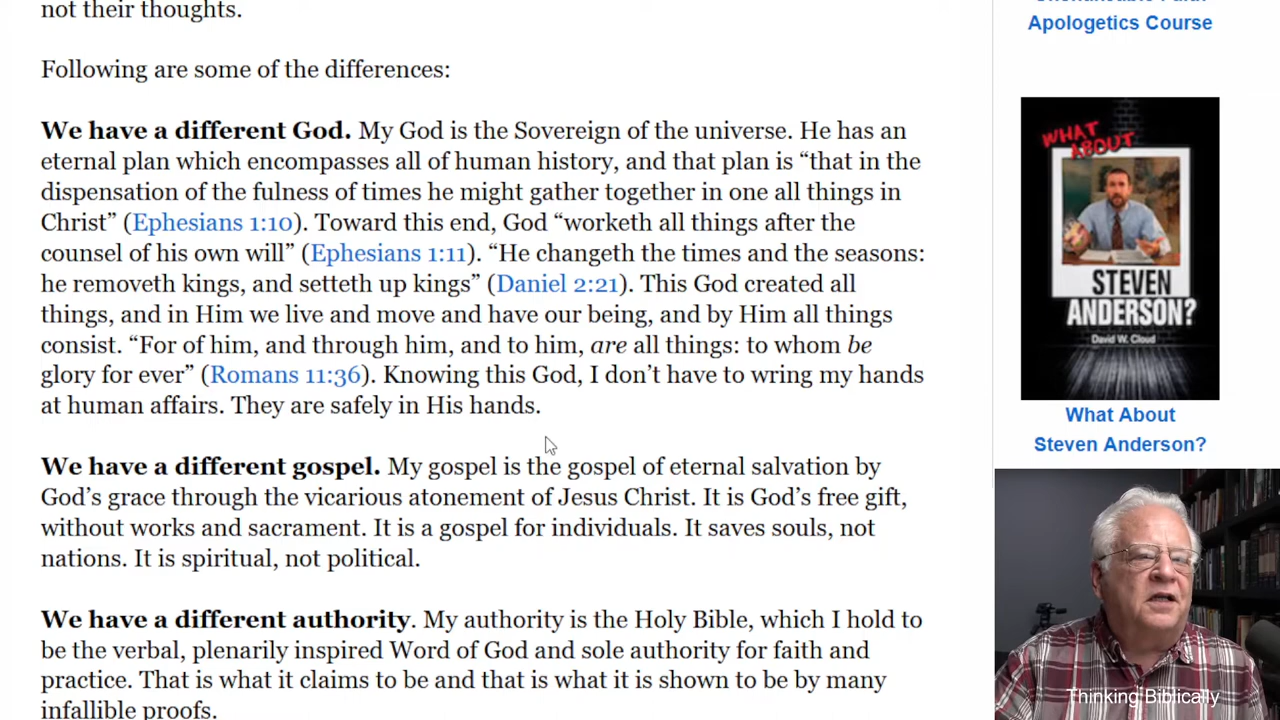 not their thoughts.
Following are some of the differences:
We have a different God. My God is the Sovereign of the universe. He has an
eternal plan which encompasses all of human history, and that plan is “that in the
dispensation of the fulness of times he might gather together in one all things in
Christ” (Ephesians 1:10). Toward this end, God “worketh all things after the
counsel of his own will” (Ephesians 1:11). “He changeth the times and the seasons:
he removeth kings, and setteth up kings” (Daniel 2:21). This God created all
things, and in Him we live and move and have our being, and by Him all things
consist. “For of him, and through him, and to him, are all things: to whom be
glory for ever” (Romans 11:36). Knowing this God, I don’t have to wring my hands
at human affairs. They are safely in His hands.
We have a different gospel. My gospel is the gospel of eternal salvation by
God’s grace through the vicarious atonement of Jesus Christ. It is God’s free gift,
without works and sacrament. It is a gospel for individuals. It saves souls, not
nations. It is spiritual, not political.
We have a different authority. My authority is the Holy Bible, which I hold to
be the verbal, plenarily inspired Word of God and sole authority for faith and
practice. That is what it claims to be and that is what it is shown to be by many
infallible proofs.
Apologetics Course
WHAT
ABOUT
STEVEN
ANDERSON?
David W. Cloud
What About
Steven Anderson?
Thinking Biblically